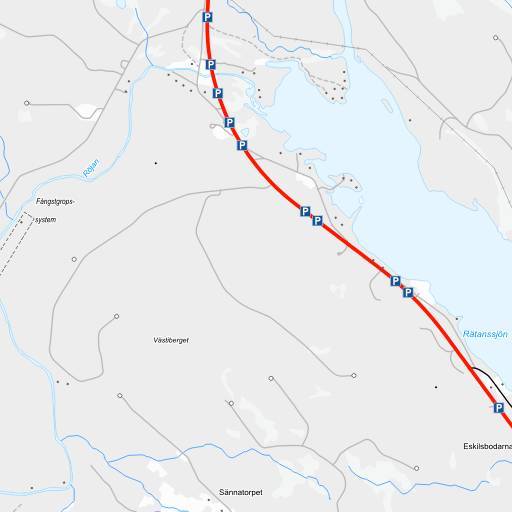 P
P
P
P
P
Röjan
Fångstgrops-
system
P
P
P
P
Rätanssjön
Västberget
P
Eskilsbodarna
Sännatorpet